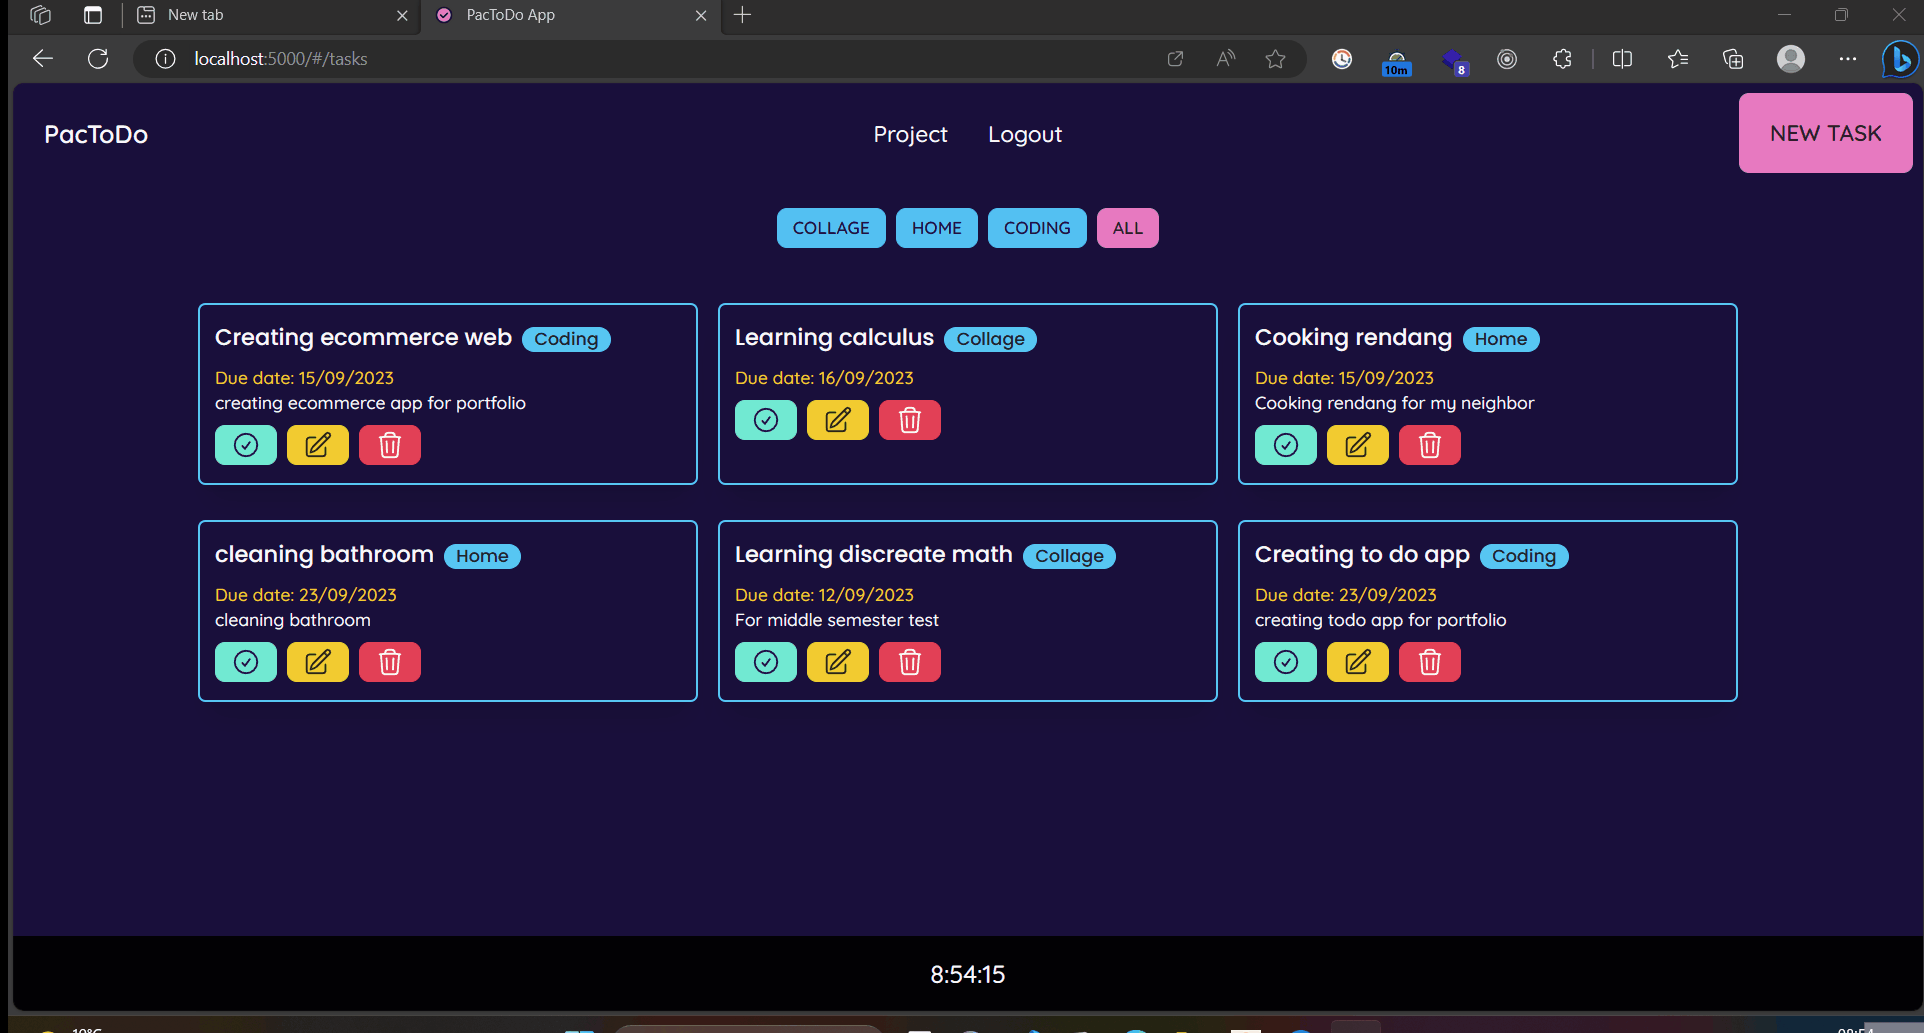 New tab
PacToDo App
localhost:5000/#/tasks
10m
8
PacToDo
Project
Logout
NEW TASK
COLLAGE
HOME
CODING
ALL
Creating ecommerce web Coding
Due date: 15/09/2023
creating ecommerce app for portfolio
Learning calculus Collage
Due date: 16/09/2023
Cooking rendang Home
Due date: 15/09/2023
Cooking rendang for my neighbor
cleaning bathroom Home
Due date: 23/09/2023
cleaning bathroom
Learning discreate math Collage
Due date: 12/09/2023
For middle semester test
Creating to do app Coding
Due date: 23/09/2023
creating todo app for portfolio
8:54:15